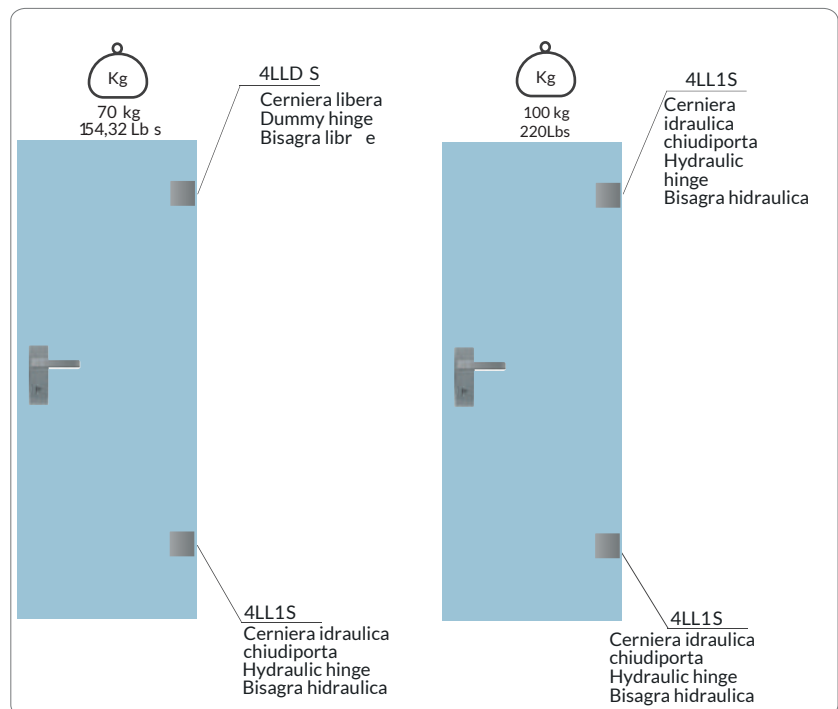 Kg
70 kg
154,32 Lb s
4LLD S
Cerniera libera
Dummy hinge
Bisagra libr e
4LL1S
Cerniera idraulica
chiudiporta
Hydraulic hinge
Bisagra hidraulica
Kg
100 kg
220Lbs
4LL1S
Cerniera
idraulica
chiudiporta
Hydraulic
hinge
Bisagra hidraulica
4LL1S
Cerniera idraulica
chiudiporta
Hydraulic hinge
Bisagra hidraulica